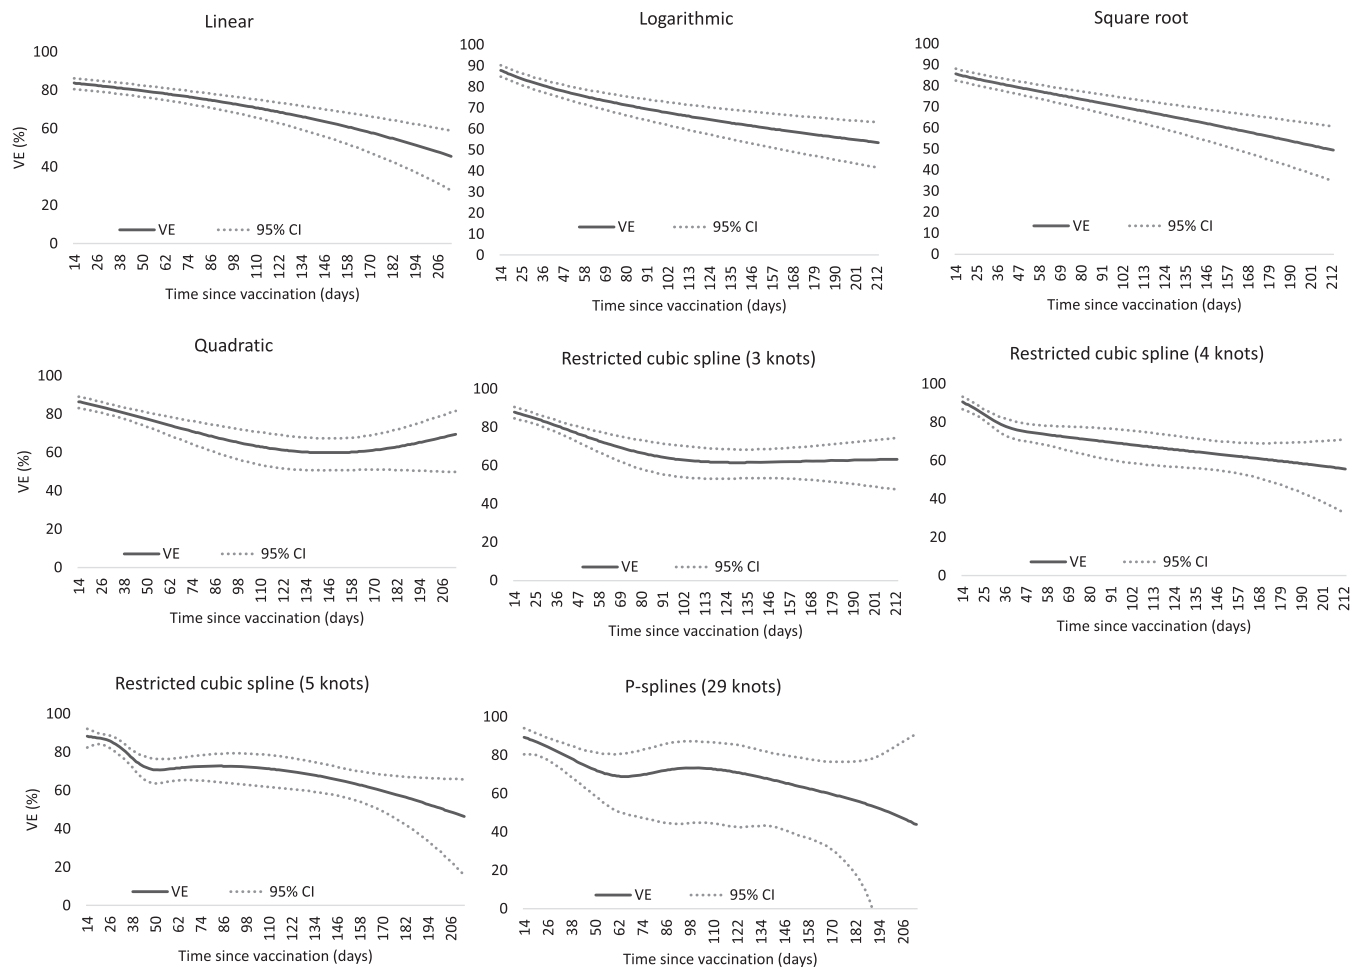 Linear
100
80
60
40
20
0
VE (%)
VE
95% CI
14 26 38 50 62 74 86 98 110 122 134 146 158 170 182 194 206
Time since vaccination (days)
Logarithmic
100
90
80
70
60
50
40
30
20
10
0
VE
95% CI
14 25 36 47 58 69 80 91 102 113 124 135 146 157 168 179 190 201 212
Time since vaccination (days)
Square root
100
90
80
70
60
50
40
30
20
10
0
VE
95% CI
14 25 36 47 58 69 80 91 102 113 124 135 146 157 168 179 190 201 212
Time since vaccination (days)
Quadratic
100
80
60
40
20
0
VE (%)
VE
95% CI
14 26 38 50 62 74 86 98 110 122 134 146 158 170 182 194 206
Time since vaccination (days)
Restricted cubic spline (3 knots)
100
80
60
40
20
0
VE
95% CI
14 25 36 47 58 69 80 91 102 113 124 135 146 157 168 179 190 201 212
Time since vaccination (days)
Restricted cubic spline (4 knots)
100
80
60
40
20
0
VE
95% CI
14 25 36 47 58 69 80 91 102 113 124 135 146 157 168 179 190 201 212
Time since vaccination (days)
Restricted cubic spline (5 knots)
100
80
60
40
20
0
VE (%)
VE
95% CI
14 26 38 50 62 74 86 98 110 122 134 146 158 170 182 194 206
Time since vaccination (days)
P-splines (29 knots)
100
80
60
40
20
0
VE
95% CI
14 26 38 50 62 74 86 98 110 122 134 146 158 170 182 194 206
Time since vaccination (days)